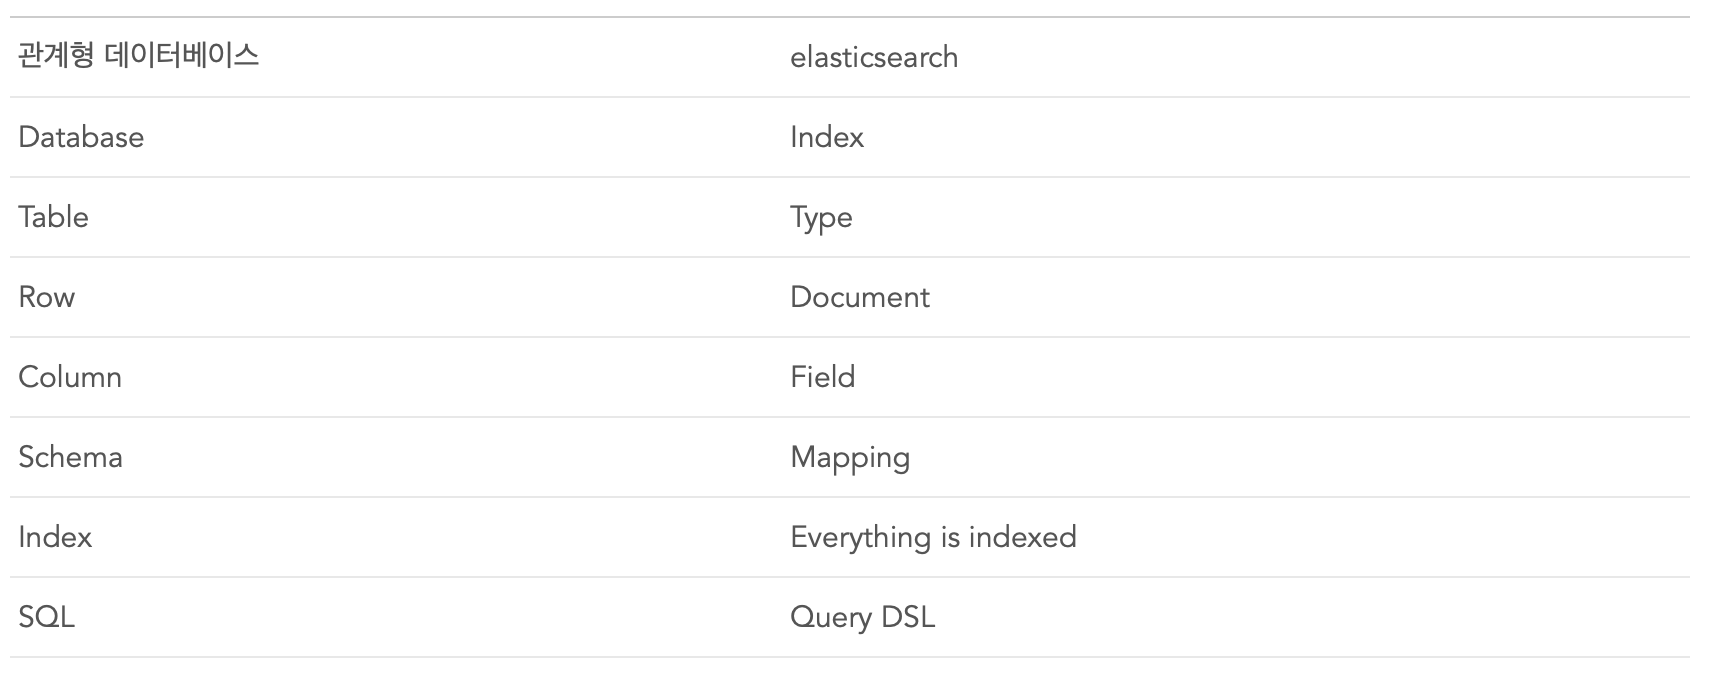 관계형 데이터베이스 elasticsearch
Database Index
Table Type
Row Document
Column Field
Schema Mapping
Index Everything is indexed
SQL Query DSL